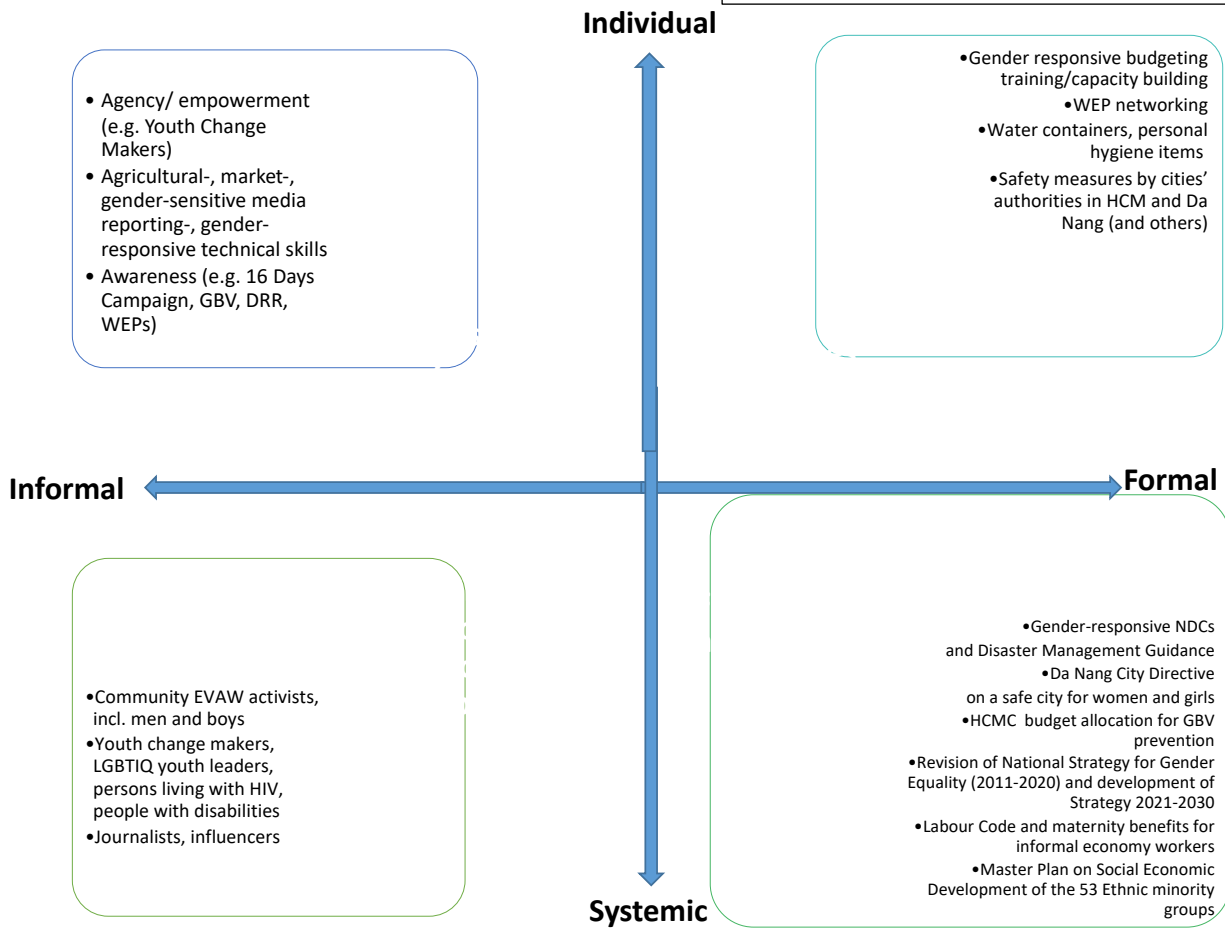 Individual
• Agency/ empowerment
(e.g. Youth Change
Makers)
• Agricultural-, market-,
gender-sensitive media
reporting-, gender-
responsive technical skills
• Awareness (e.g. 16 Days
Campaign, GBV, DRR,
WEPs)
•Gender responsive budgeting
training/capacity building
•WEP networking
•Water containers, personal
hygiene items
•Safety measures by cities’
authorities in HCM and Da
Nang (and others)
Informal
Formal
•Community EVAW activists,
incl. men and boys
•Youth change makers,
LGBTIQ youth leaders,
persons living with HIV,
people with disabilities
•Journalists, influencers
•Gender-responsive NDCs
and Disaster Management Guidance
•Da Nang City Directive
on a safe city for women and girls
•HCMC budget allocation for GBV
prevention
•Revision of National Strategy for Gender
Equality (2011-2020) and development of
Strategy 2021-2030
•Labour Code and maternity benefits for
informal economy workers
•Master Plan on Social Economic
Development of the 53 Ethnic minority
groups
Systemic